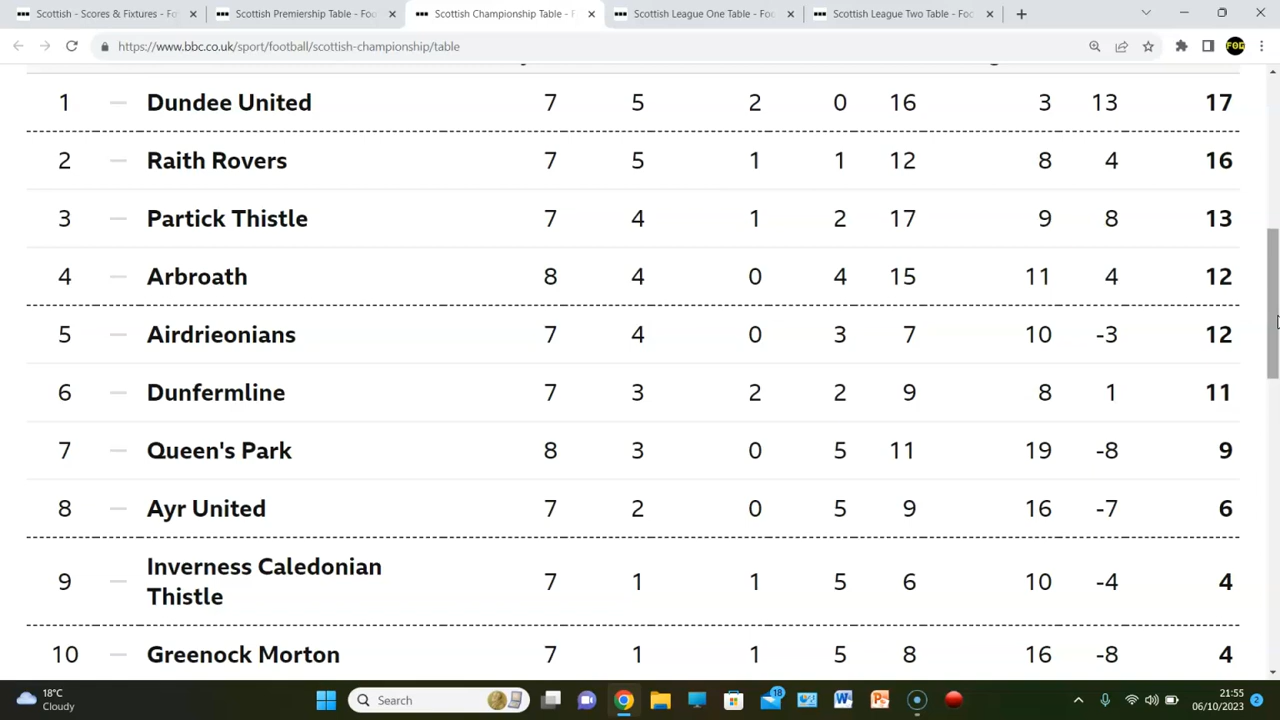 Scottish - Scores & Fixtures - Fo
Scottish Premiership Table - Foo
Scottish Championship Table - F
Scottish League One Table - Foo
Scottish League Two Table - Foo
https://www.bbc.co.uk/sport/football/scottish-championship/table
FOG
1 — Dundee United 7 5 2 0 16 3 13 17
2 — Raith Rovers 7 5 1 1 12 8 4 16
3 — Partick Thistle 7 4 1 2 17 9 8 13
4 — Arbroath 8 4 0 4 15 11 4 12
5 — Airdrieonians 7 4 0 3 7 10 -3 12
6 — Dunfermline 7 3 2 2 9 8 1 11
7 — Queen's Park 8 3 0 5 11 19 -8 9
8 — Ayr United 7 2 0 5 9 16 -7 6
9 — Inverness Caledonian
Thistle 7 1 1 5 6 10 -4 4
10 — Greenock Morton 7 1 1 5 8 16 -8 4
18°C
Cloudy
Search
18
21:55
06/10/2023
2